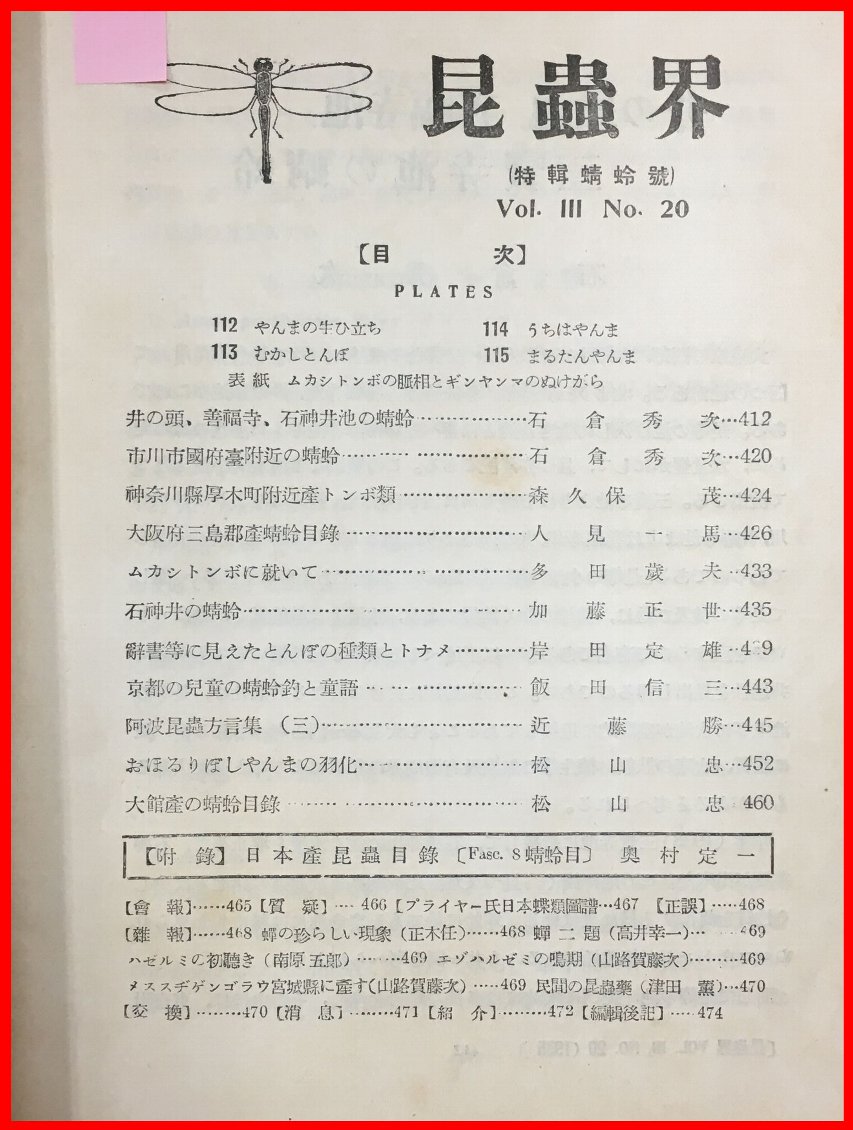 昆蟲界
(特輯蜻蛉號)
Vol. III No. 20
【目次】
PLATES
112 やんまの生ひ立ち 114 うちはやんま
113 むかしとんぼ 115 まるたんやんま
表紙 ムカシトンボの脈相とギンヤンマのぬけがら
井の頭、善福寺、石神井池の蜻蛉……………石倉秀次…412
市川市國府臺附近の蜻蛉……………石倉秀次…420
神奈川縣厚木町附近產トンボ類……………森久保茂…424
大阪府三島郡產蜻蛉目錄……………人見一馬…426
ムカシトンボに就いて……………多田歲夫…433
石神井の蜻蛉……………加藤正世…435
辭書等に見えたとんぼの種類とトナメ…………岸田定雄…4 9
京都の兒童の蜻蛉釣と童語……………飯田信三…443
阿波昆蟲方言集(三)……………近藤勝…445
おほるりぼしやんまの羽化……………松山忠…452
大館產の蜻蛉目錄……………松山忠 460
【附錄】日本產昆蟲目錄〔Fasc. 8 蜻蛉目〕奧村定一
【會報】……465【質疑】…466【プライヤー氏日本蝶類圖譜…467 【正誤】……468
【雜報】……468 蟬の珍らしい現象(正木任)……468 蟬二題(高井幸一)… 469
ハゼルミの初聽き(南原五郞)………469 エゾハルゼミの鳴期(山路賀藤次)………469
メススヂゲンゴラウ宮城縣に產す(山路賀藤次)……469 民間の昆蟲藥(津田薰)…470
【交換】………470【消息】………471【紹介】………472【編輯後記】……474